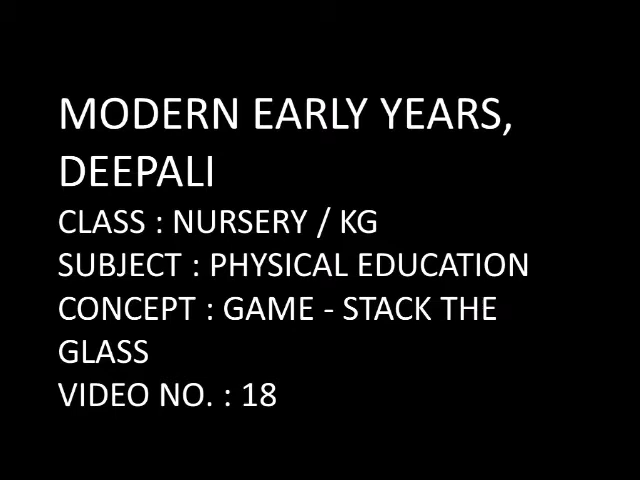 MODERN EARLY YEARS,
DEEPALI
CLASS : NURSERY / KG
SUBJECT : PHYSICAL EDUCATION
CONCEPT : GAME - STACK THE
GLASS
VIDEO NO. : 18